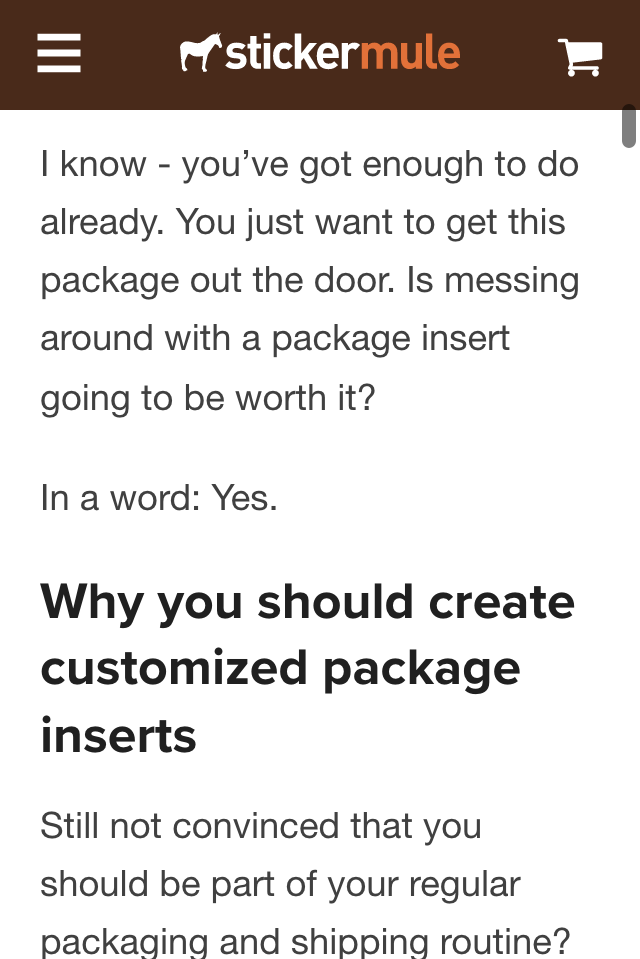 stickermule
I know - you’ve got enough to do
already. You just want to get this
package out the door. Is messing
around with a package insert
going to be worth it?
In a word: Yes.
Why you should create
customized package
inserts
Still not convinced that you
should be part of your regular
packaging and shipping routine?